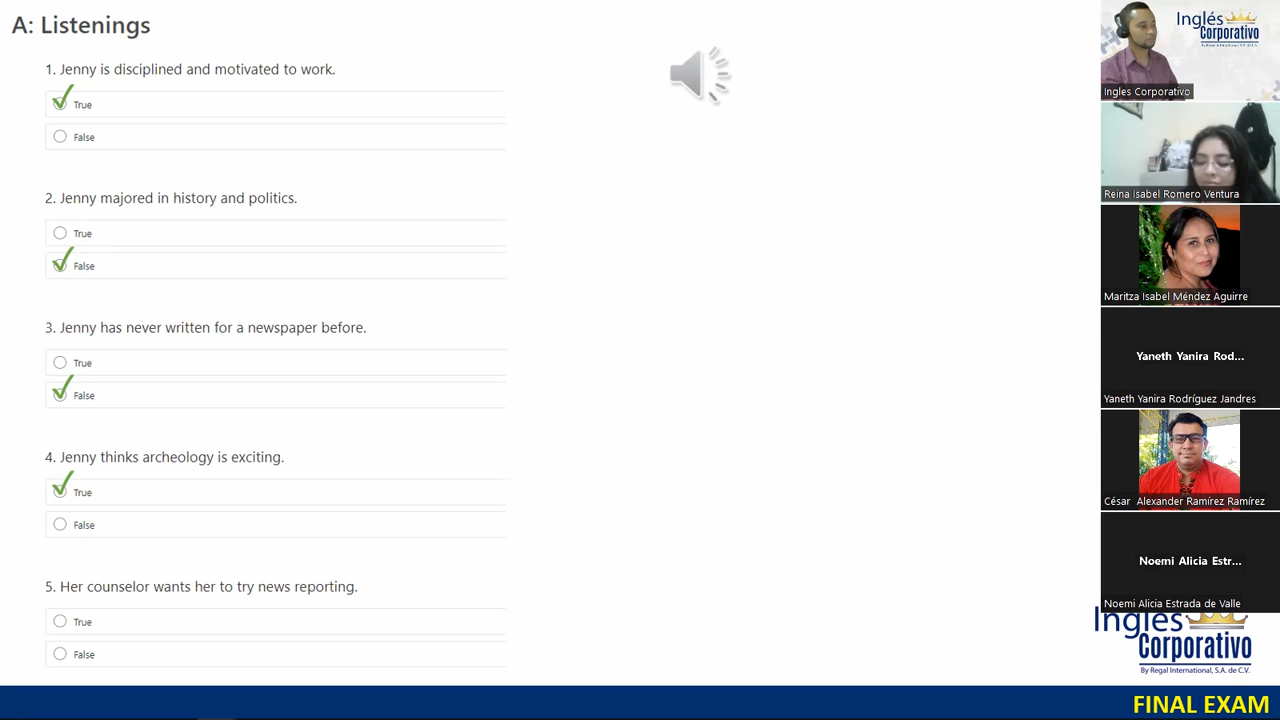 A: Listenings
1. Jenny is disciplined and motivated to work.
True
False
2. Jenny majored in history and politics.
True
False
3. Jenny has never written for a newspaper before.
True
False
4. Jenny thinks archeology is exciting.
True
False
5. Her counselor wants her to try news reporting.
True
False
Inglés
Corporativo
By Regal International, S.A. de C.V.
Ingles Corporativo
Reina Isabel Romero Ventura
Maritza Isabel Méndez Aguirre
Yaneth Yanira Rod...
Yaneth Yanira Rodríguez Jandres
César Alexander Ramírez Ramírez
Noemi Alicia Estr...
Noemi Alicia Estrada de Valle
Inglés
Corporativo
By Regal International, S.A. de C.V.
FINAL EXAM